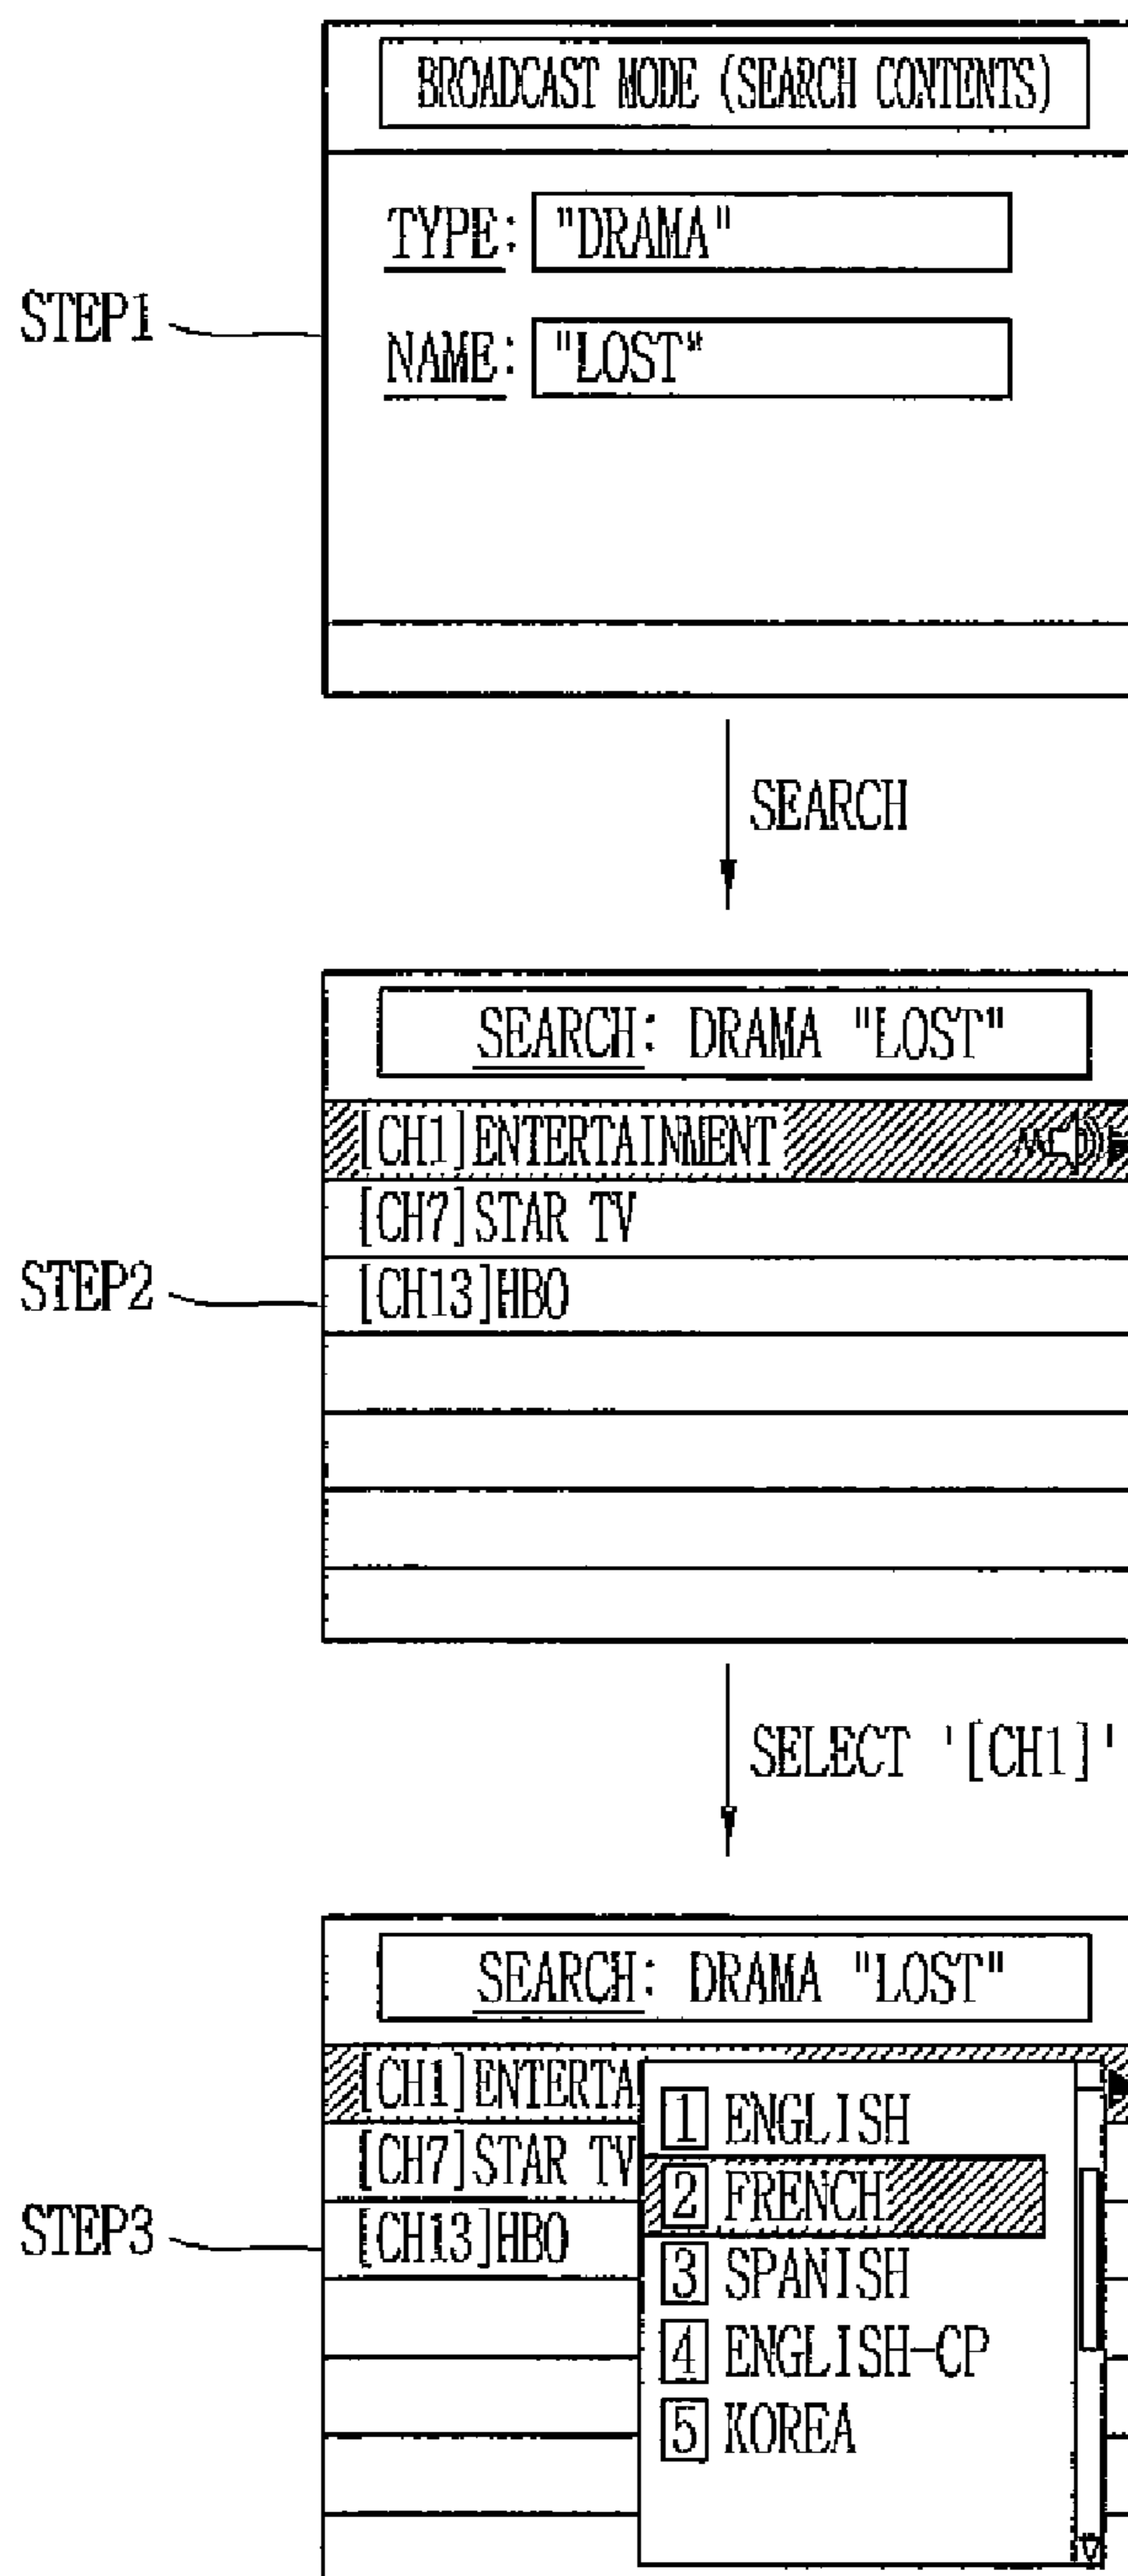 BROADCAST MODE (SEARCH CONTENTS)
TYPE: "DRAMA"
STEP1
NAME: "LOST"
SEARCH
SEARCH: DRAMA "LOST"
[CH1]ENTERTAINMENT
[CH7]STAR TV
STEP2
[CH13]HBO
SELECT '[CH1]'
SEARCH: DRAMA "LOST"
[CH1]ENTERTA
[CH7]STAR TV
STEP3
[CH13]HBO
1 ENGLISH
2 FRENCH
3 SPANISH
4 ENGLISH-CP
5 KOREA